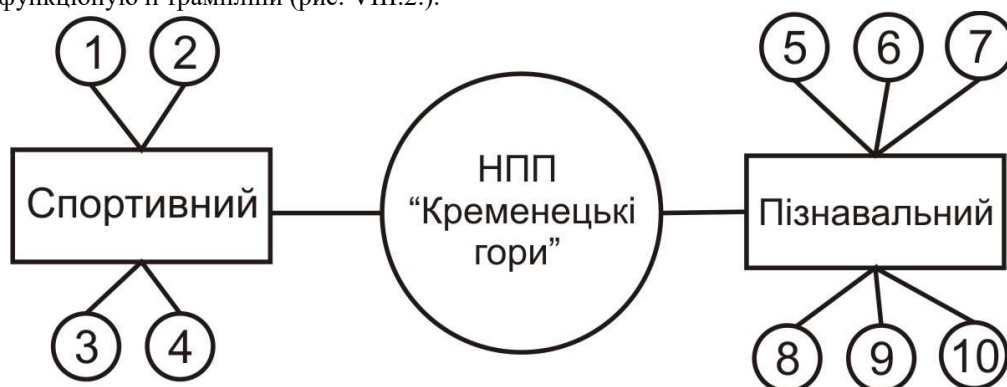 функціоную й трампліни (рис. VIII.2.).
1 2
5 6 7
Спортивний
НПП
“Кременецькі
гори”
Пізнавальний
3 4
8 9 10